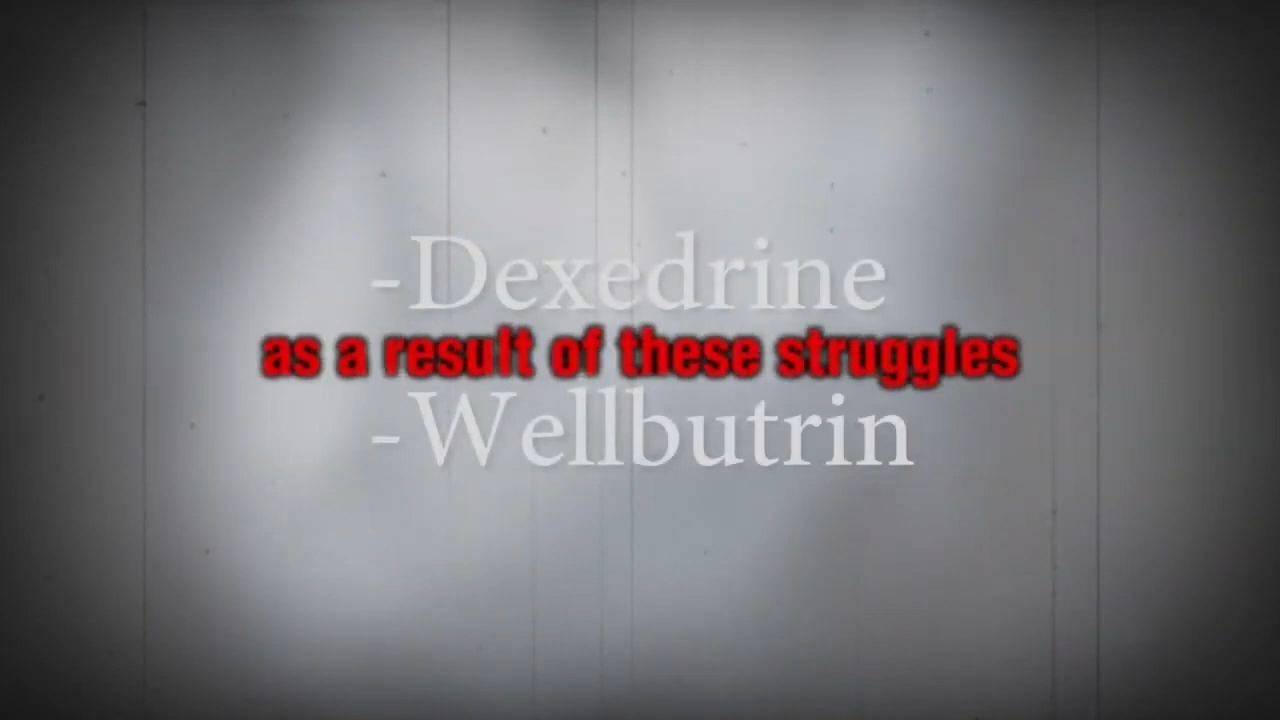 -Dexedrine
as a result of these struggles
-Wellbutrin